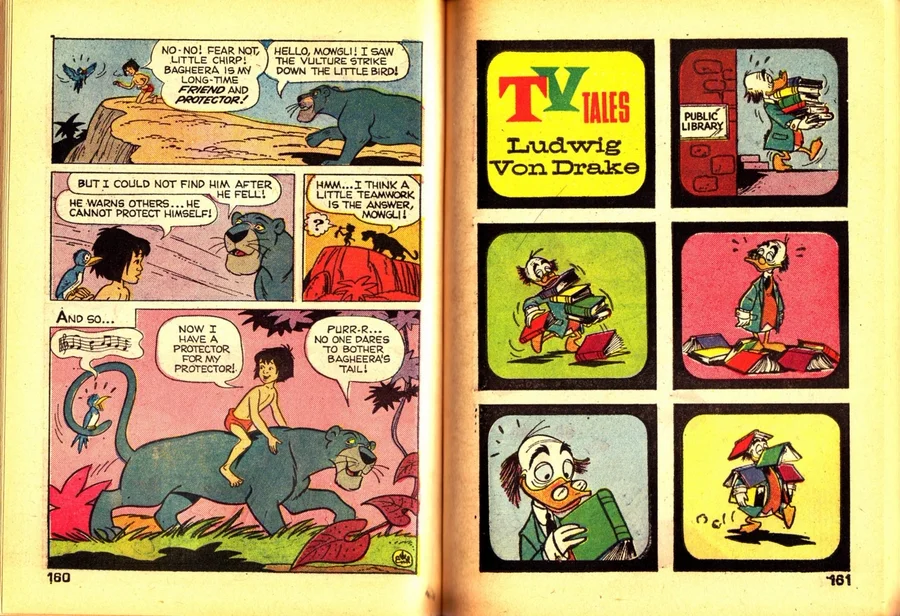 NO-NO! FEAR NOT,
LITTLE CHIRP!
BAGHEERA IS MY
LONG-TIME
FRIEND AND
PROTECTOR!
HELLO, MOWGLI! I SAW
THE VULTURE STRIKE
DOWN THE LITTLE BIRD!
BUT I COULD NOT FIND HIM AFTER
HE FELL!
HE WARNS OTHERS...HE
CANNOT PROTECT HIMSELF!
HMM...I THINK A
LITTLE TEAMWORK
IS THE ANSWER,
MOWGLI!
?
AND SO...
NOW I
HAVE A
PROTECTOR
FOR MY
PROTECTOR!
PURR-R...
NO ONE DARES
TO BOTHER
BAGHEERA'S
TAIL!
160
TV
TALES
Ludwig
Von Drake
PUBLIC
LIBRARY
161